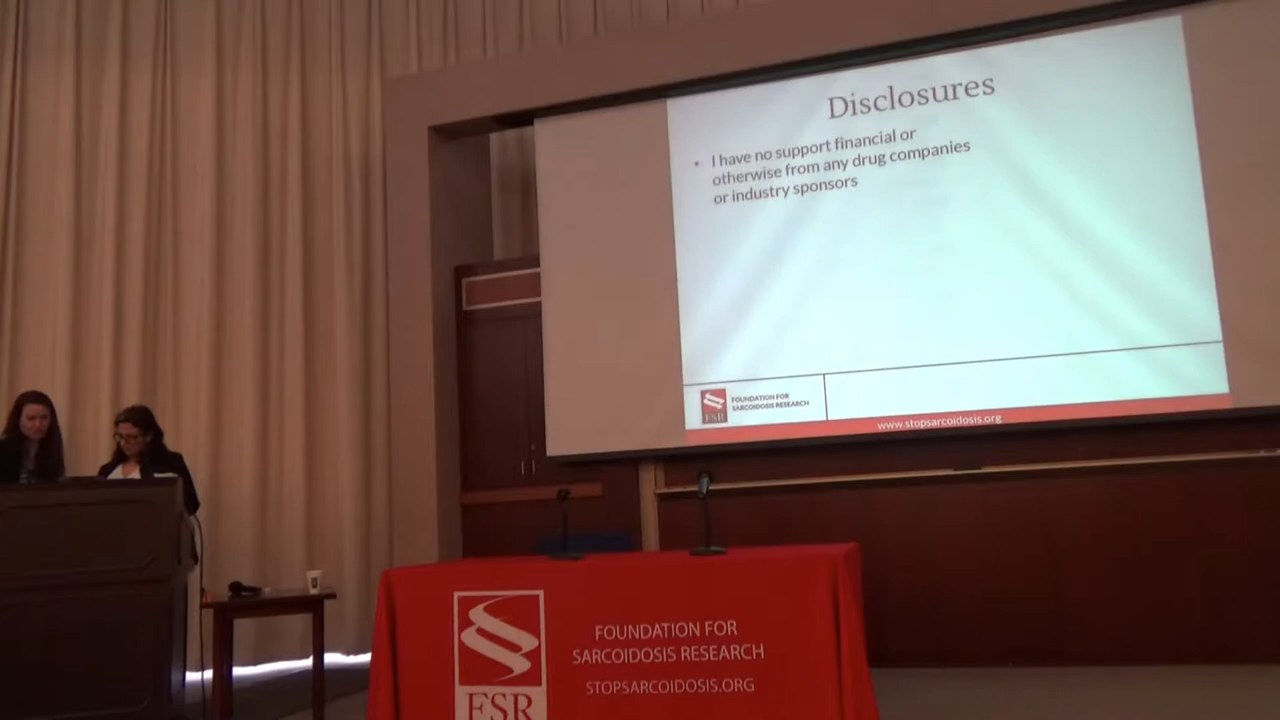 Disclosures
• I have no support financial or
otherwise from any drug companies
or industry sponsors
FSR
FOUNDATION FOR
SARCOIDOSIS RESEARCH
www.stopsarcoidosis.org
FSR
FOUNDATION FOR
SARCOIDOSIS RESEARCH
STOPSARCOIDOSIS.ORG